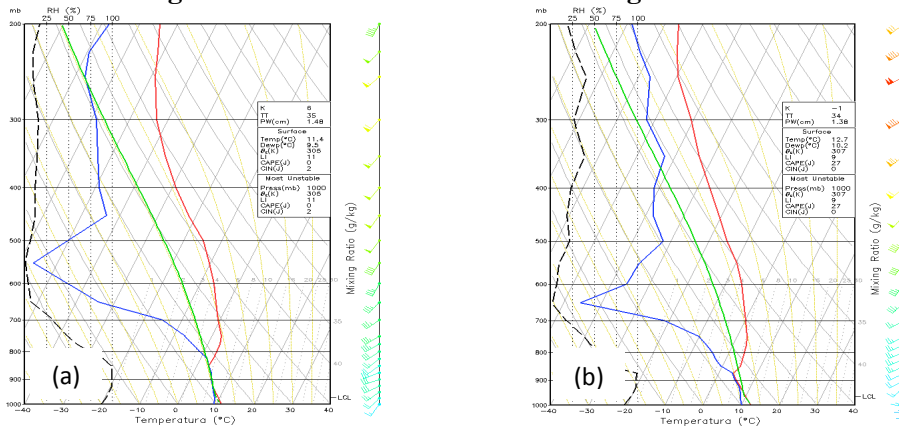 mb RH (%)
25 50 75 100
200
300
400
500
600
700
800
900
1000
K 6
TT 35
PW(cm) 1.48
Surface
Temp(°C) 11.4
Dewp(°C) 9.5
θE(K) 306
LI 11
CAPE(J) 0
CIN(J) 2
Most Unstable
Press(mb) 1000
θE(K) 306
LI 11
CAPE(J) 0
CIN(J) 2
35
40
LCL
Mixing Ratio (g/kg)
(a)
-40 -30 -20 -10 0 10 20 30 40
Temperatura (°C)
mb RH (%)
25 50 75 100
200
300
400
500
600
700
800
900
1000
K -1
TT 34
PW(cm) 1.38
Surface
Temp(°C) 12.7
Dewp(°C) 10.2
θE(K) 307
LI 9
CAPE(J) 27
CIN(J) 0
Most Unstable
Press(mb) 1000
θE(K) 307
LI 9
CAPE(J) 27
CIN(J) 0
35
40
LCL
Mixing Ratio (g/kg)
(b)
-40 -30 -20 -10 0 10 20 30 40
Temperatura (°C)